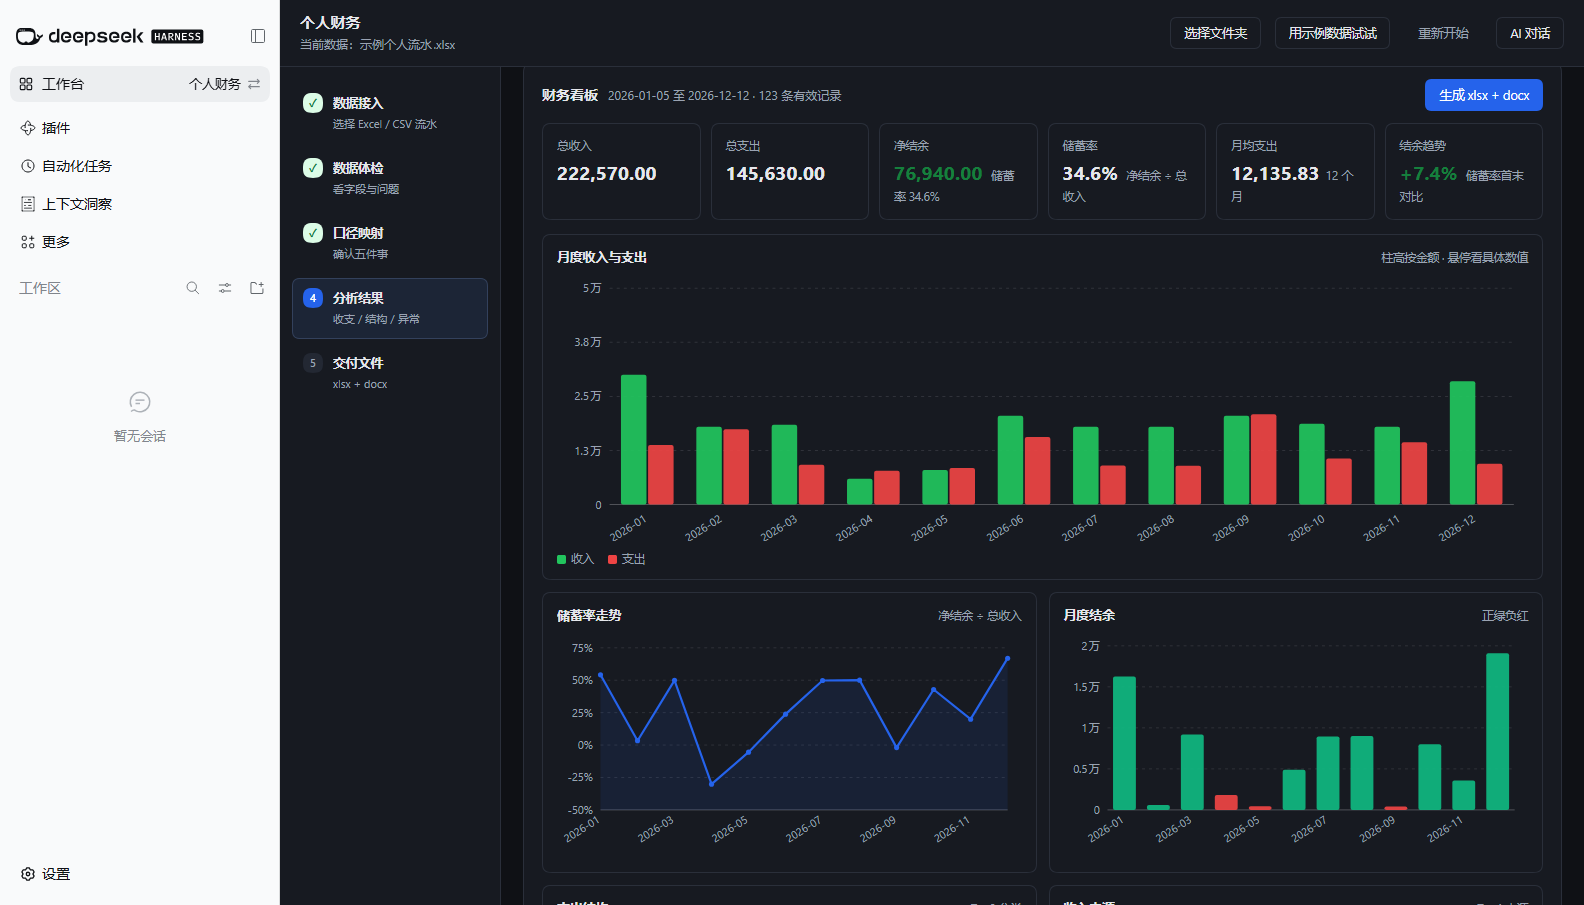 deepseek HARNESS
工作台
个人财务
插件
自动化任务
上下文洞察
更多
工作区
暂无会话
设置
个人财务
当前数据：示例个人流水.xlsx
选择文件夹
用示例数据试试
重新开始
AI 对话
✓ 数据接入
选择 Excel / CSV 流水
✓ 数据体检
看字段与问题
✓ 口径映射
确认五件事
4 分析结果
收支 / 结构 / 异常
5 交付文件
xlsx + docx
财务看板 2026-01-05 至 2026-12-12 · 123 条有效记录
生成 xlsx + docx
总收入
222,570.00
总支出
145,630.00
净结余
76,940.00 储蓄
率 34.6%
储蓄率
34.6% 净结余 ÷ 总
收入
月均支出
12,135.83 12 个
月
结余趋势
+7.4% 储蓄率首末
对比
月度收入与支出
柱高按金额 · 悬停看具体数值
5万
3.8万
2.5万
1.3万
0
2026-01
2026-02
2026-03
2026-04
2026-05
2026-06
2026-07
2026-08
2026-09
2026-10
2026-11
2026-12
收入
支出
储蓄率走势
净结余 ÷ 总收入
75%
50%
25%
0%
-25%
-50%
2026-01
2026-03
2026-05
2026-07
2026-09
2026-11
月度结余
正绿负红
2万
1.5万
1万
0.5万
0
2026-01
2026-03
2026-05
2026-07
2026-09
2026-11